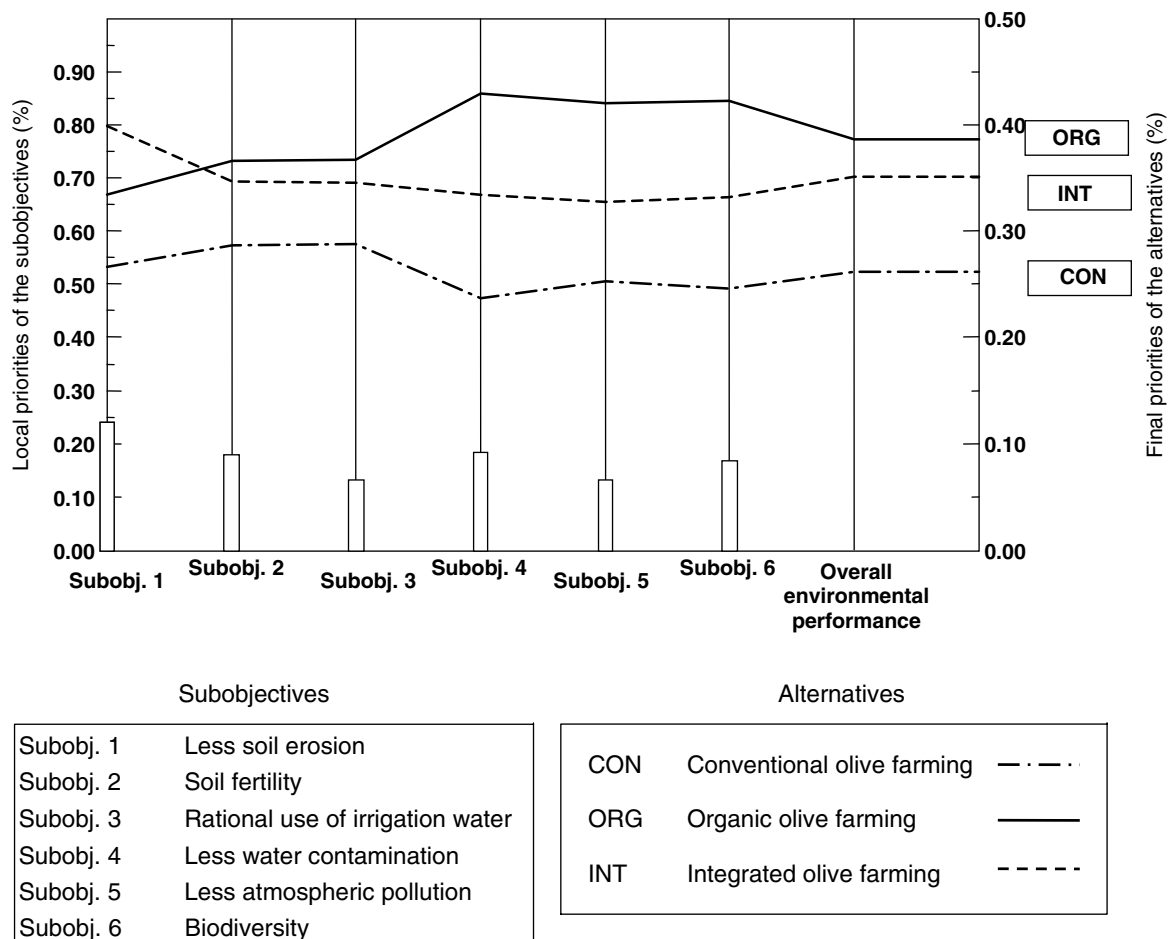 Local priorities of the subobjectives (%)
0.90
0.80
0.70
0.60
0.50
0.40
0.30
0.20
0.10
0.00
0.50
0.40
0.30
0.20
0.10
0.00
Final priorities of the alternatives (%)
ORG
INT
CON
Subobj. 1
Subobj. 2
Subobj. 3
Subobj. 4
Subobj. 5
Subobj. 6
Overall
environmental
performance
Subobjectives
Subobj. 1 Less soil erosion
Subobj. 2 Soil fertility
Subobj. 3 Rational use of irrigation water
Subobj. 4 Less water contamination
Subobj. 5 Less atmospheric pollution
Subobj. 6 Biodiversity
Alternatives
CON Conventional olive farming
ORG Organic olive farming
INT Integrated olive farming